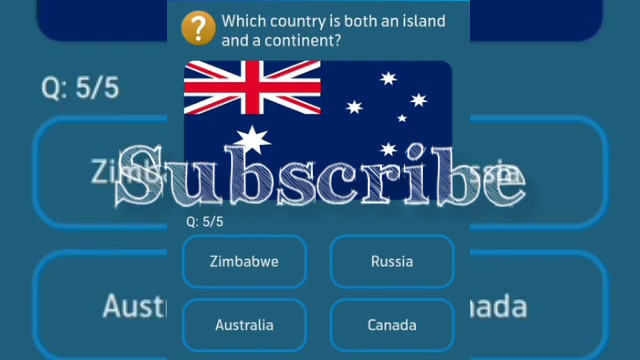 Which country is both an island
and a continent?
Q: 5/5
Subscribe
Q: 5/5
Zimbabwe
Russia
Australia
Canada